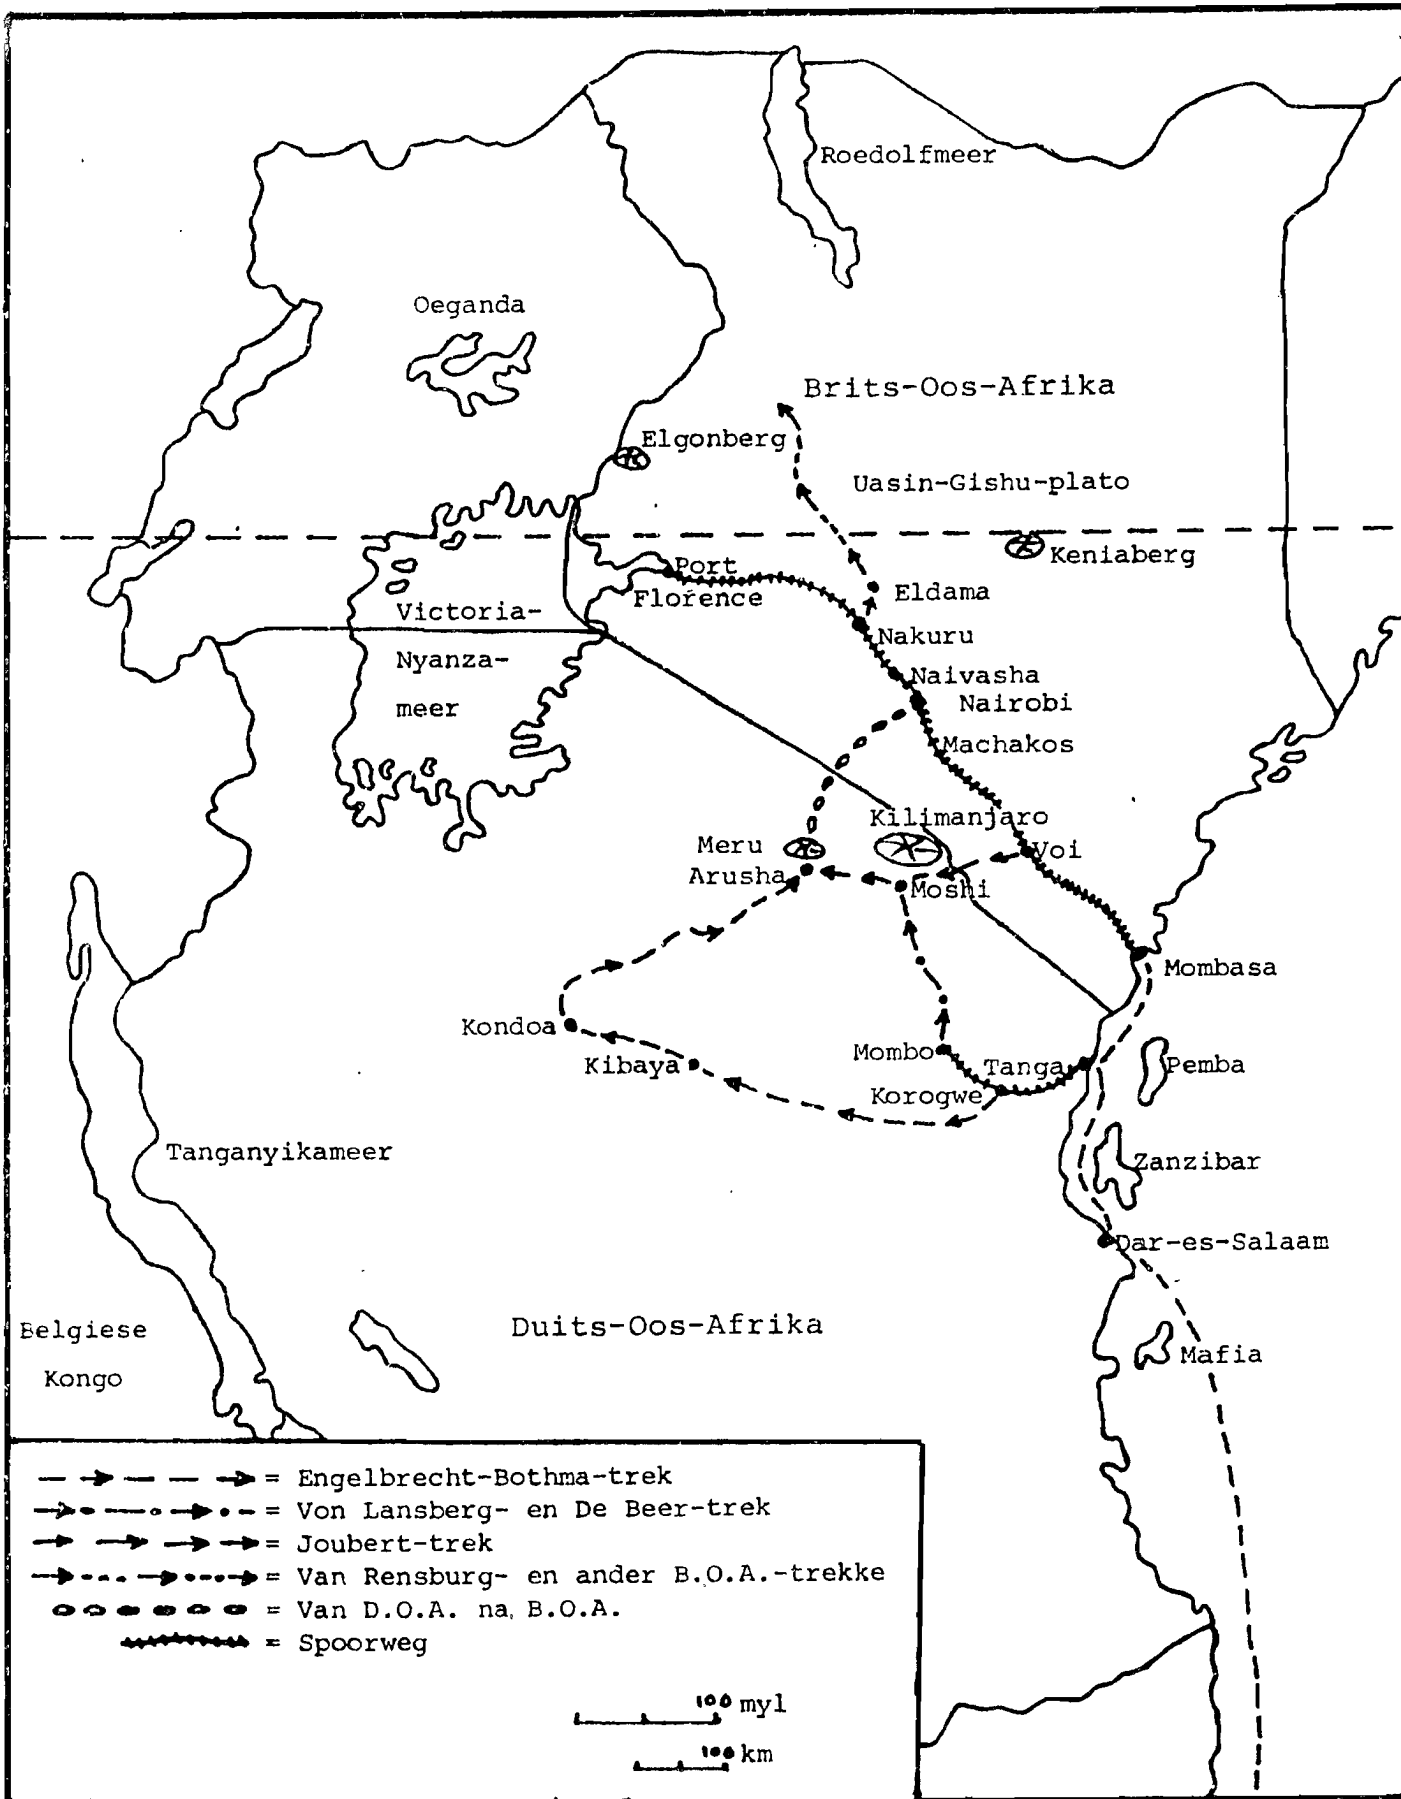 Roedolfmeer
Oeganda
Brits-Oos-Afrika
Elgonberg
Uasin-Gishu-plato
Keniaberg
Port
Florence
Eldama
Victoria-
Nyanza-
meer
Nakuru
Naivasha
Nairobi
Machakos
Kilimanjaro
Meru
Voi
Arusha
Moshi
Mombasa
Kondoa
Kibaya
Mombo
Tanga
Pemba
Korogwe
Tanganyikameer
Zanzibar
Dar-es-Salaam
Belgiese
Kongo
Duits-Oos-Afrika
Mafia
= Engelbrecht-Bothma-trek
= Von Lansberg- en De Beer-trek
= Joubert-trek
= Van Rensburg- en ander B.O.A.-trekke
= Van D.O.A. na B.O.A.
= Spoorweg
100 myl
100 km